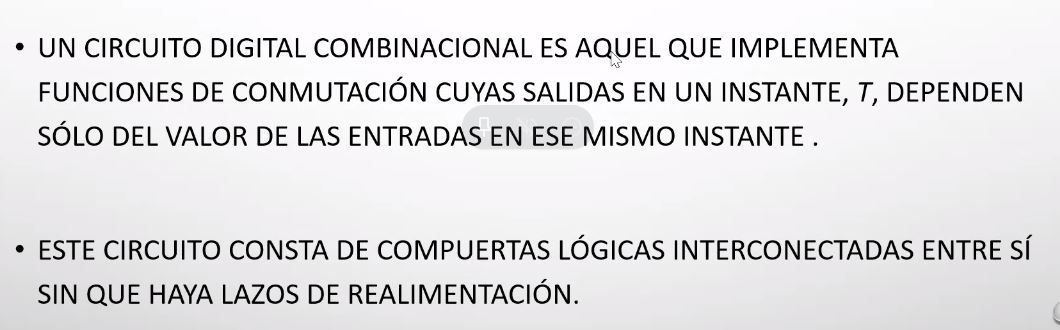 • UN CIRCUITO DIGITAL COMBINACIONAL ES AQUEL QUE IMPLEMENTA
FUNCIONES DE CONMUTACIÓN CUYAS SALIDAS EN UN INSTANTE, T, DEPENDEN
SÓLO DEL VALOR DE LAS ENTRADAS EN ESE MISMO INSTANTE .
• ESTE CIRCUITO CONSTA DE COMPUERTAS LÓGICAS INTERCONECTADAS ENTRE SÍ
SIN QUE HAYA LAZOS DE REALIMENTACIÓN.